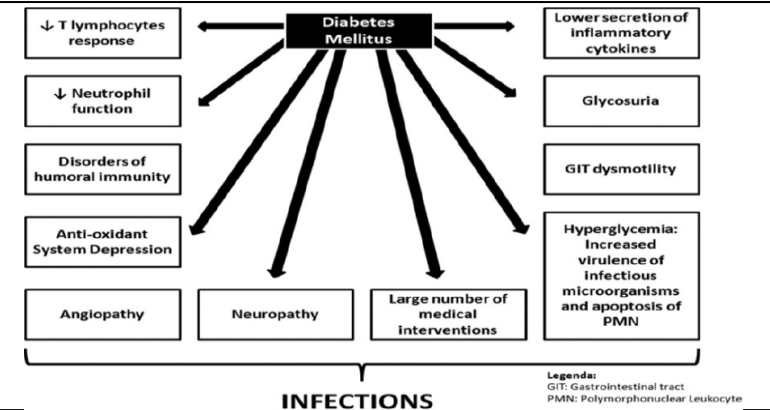 Diabetes
Mellitus
↓ T lymphocytes
response
↓ Neutrophil
function
Disorders of
humoral immunity
Anti-oxidant
System Depression
Angiopathy
Neuropathy
Large number of
medical
interventions
Lower secretion of
inflammatory
cytokines
Glycosuria
GIT dysmotility
Hyperglycemia:
Increased
virulence of
infectious
microorganisms
and apoptosis of
PMN
INFECTIONS
Legenda:
GIT: Gastrointestinal tract
PMN: Polymorphonuclear Leukocyte